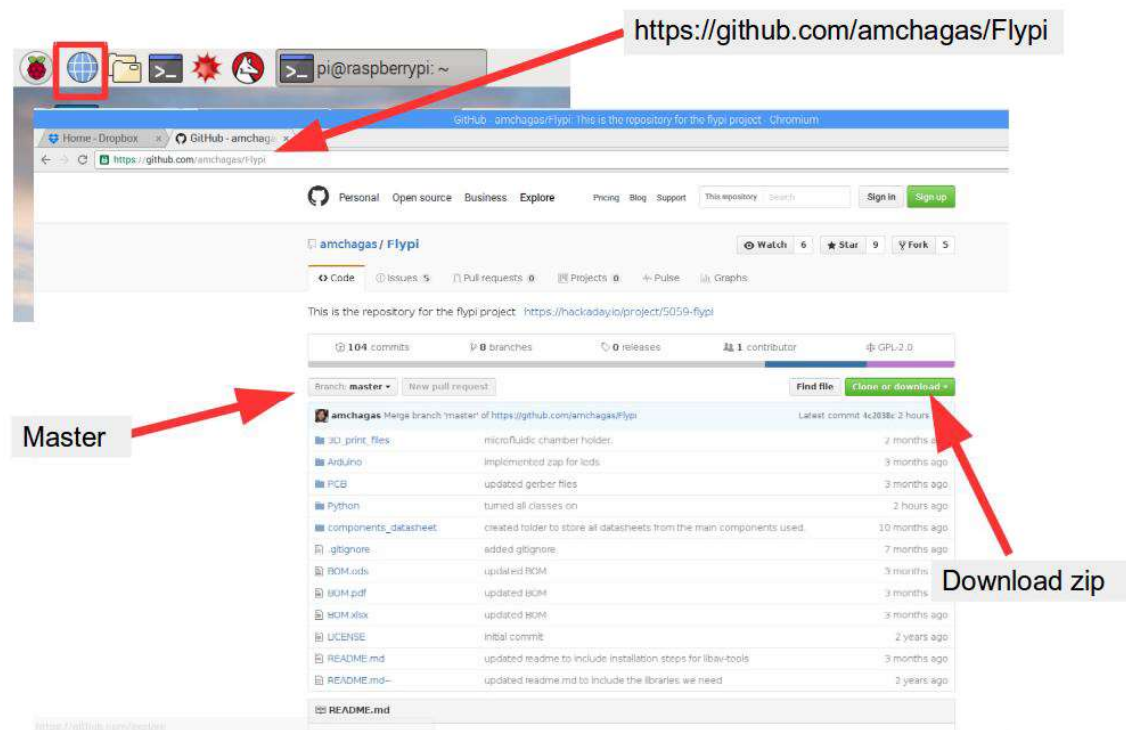 https://github.com/amchagas/Flypi
pi@raspberrypi: ~
GitHub - amchagas/Flypi: This is the repository for the flypi project - Chromium
Home - Dropbox × GitHub - amchaga ×
https://github.com/amchagas/Flypi
Personal Open source Business Explore Pricing Blog Support This repository Search Sign in Sign up
amchagas / Flypi Watch 6 Star 9 Fork 5
Code Issues 5 Pull requests 0 Projects 0 Pulse Graphs
This is the repository for the flypi project https://hackaday.io/project/5059-flypi
104 commits 8 branches 0 releases 1 contributor GPL-2.0
Branch: master New pull request Find file Clone or download
amchagas Merge branch 'master' of https://github.com/amchagas/Flypi Latest commit 4c2038c 2 hours
Master
3D_print_files microfluidic chamber holder. 2 months ago
Arduino implemented zap for leds 3 months ago
PCB updated gerber files 3 months ago
Python turned all classes on 2 hours ago
components_datasheet created folder to store all datasheets from the main components used. 10 months ago
.gitignore added gitignore 7 months ago
BOM.ods updated BOM 3 months
Download zip
BOM.pdf updated BOM 3 months
BOM.xlsx updated BOM 3 months ago
LICENSE initial commit 2 years ago
README.md updated readme to include installation steps for libav-tools 3 months ago
README.md~ updated readme.md to include the libraries we need 2 years ago
README.md